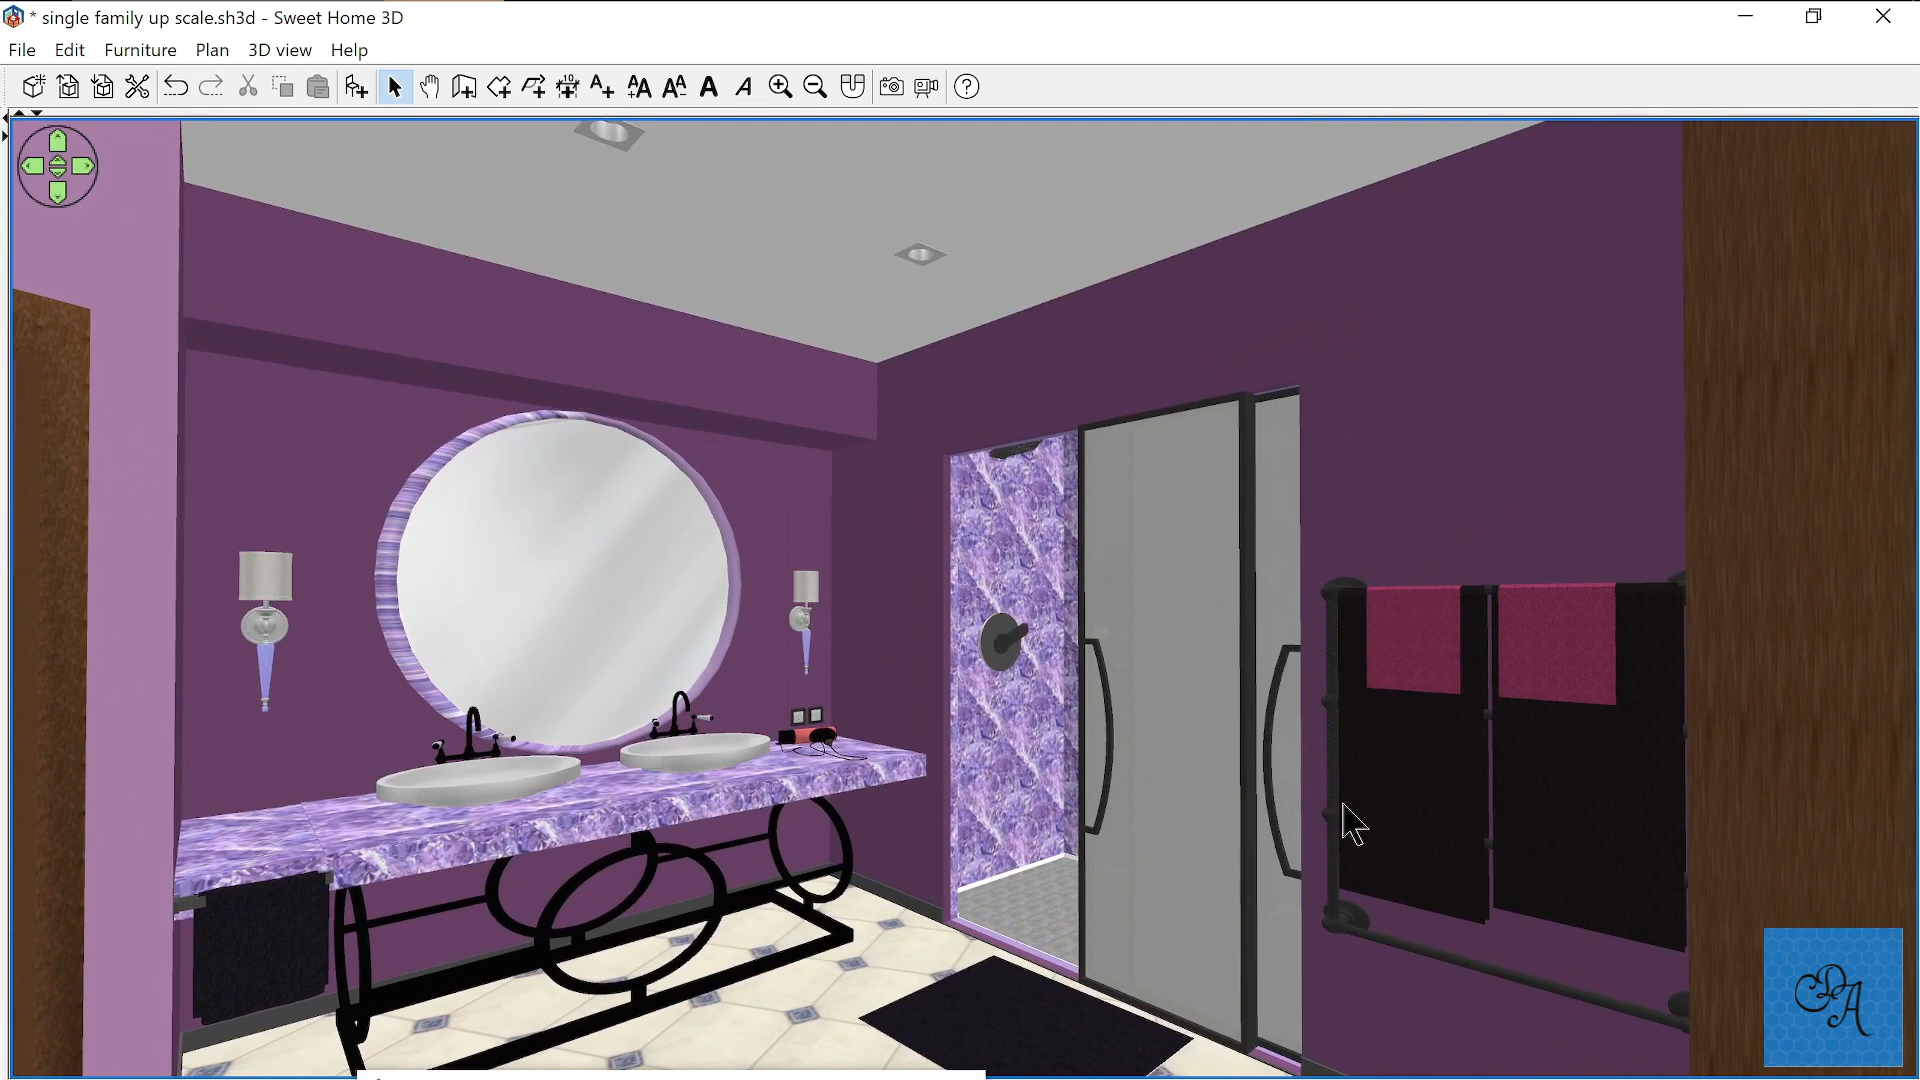 * single family up scale.sh3d - Sweet Home 3D
File Edit Furniture Plan 3D view Help